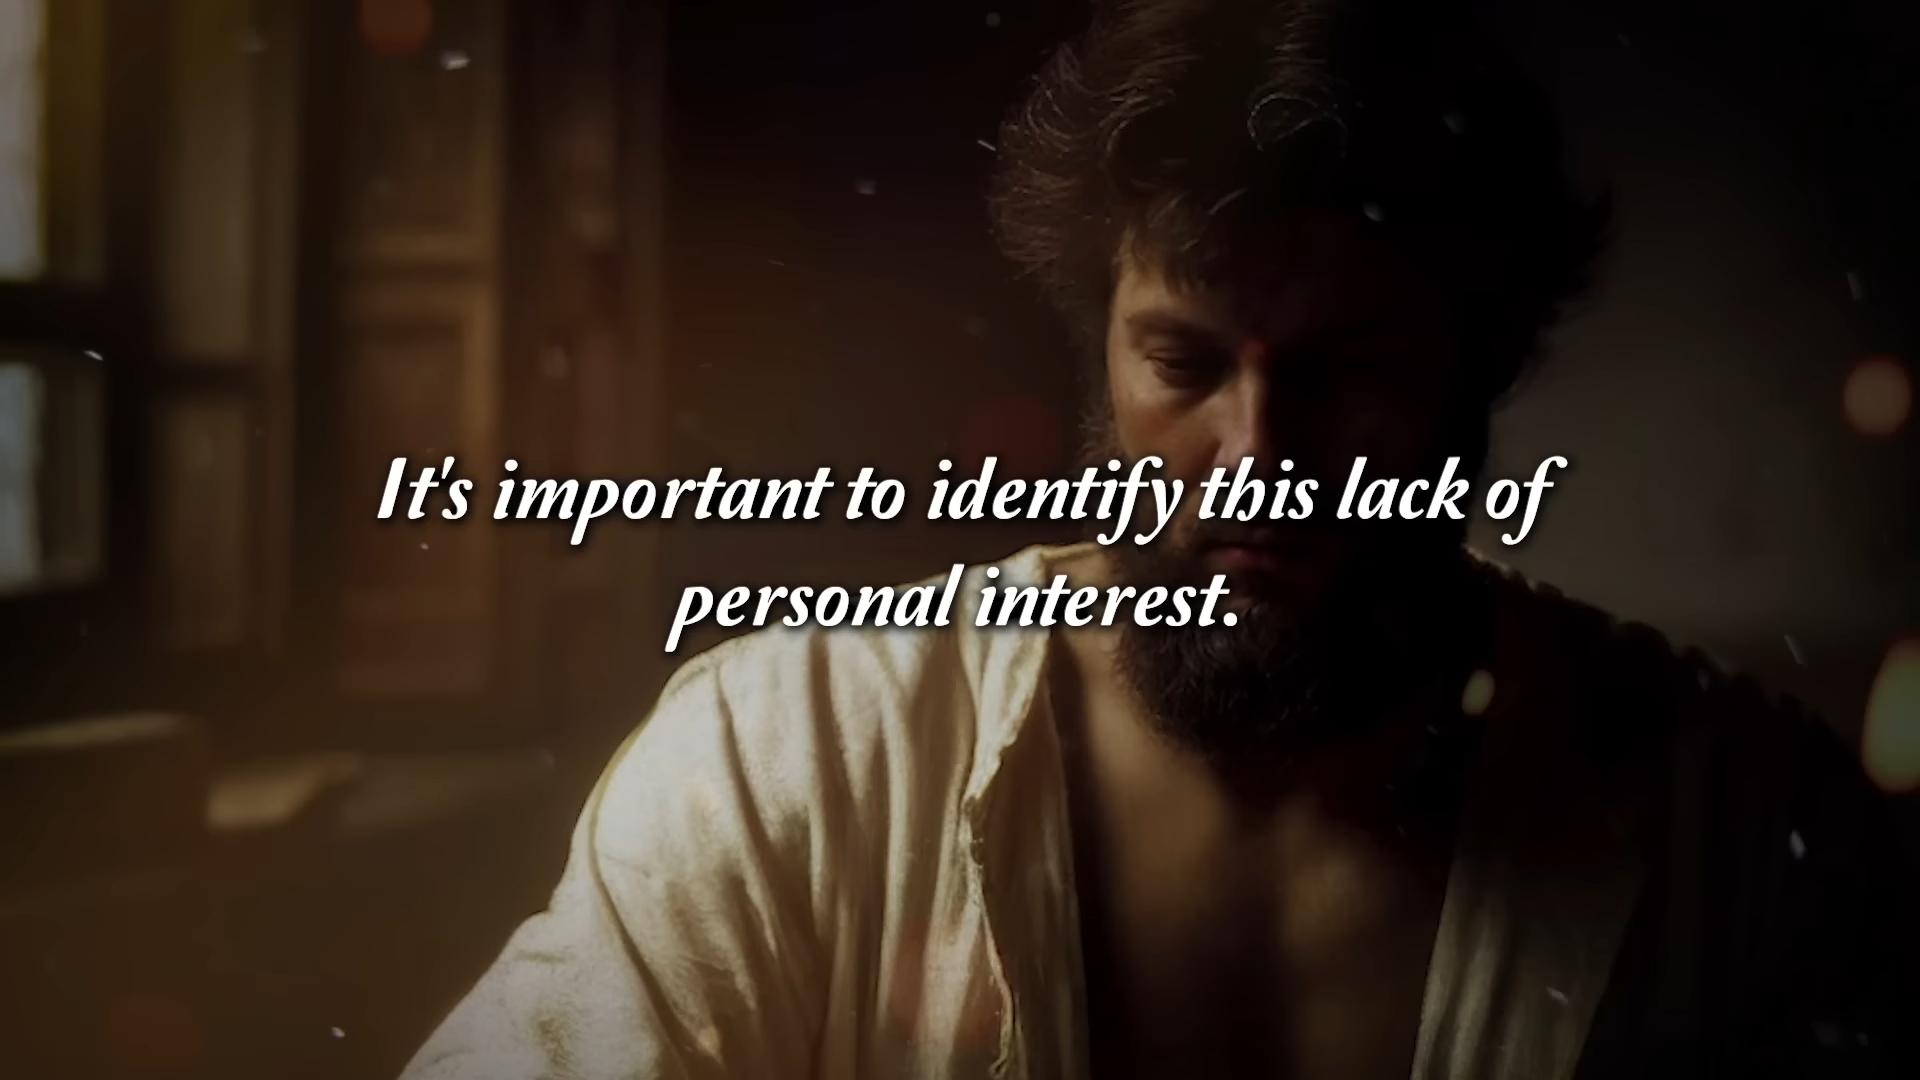 It's important to identify this lack of
personal interest.